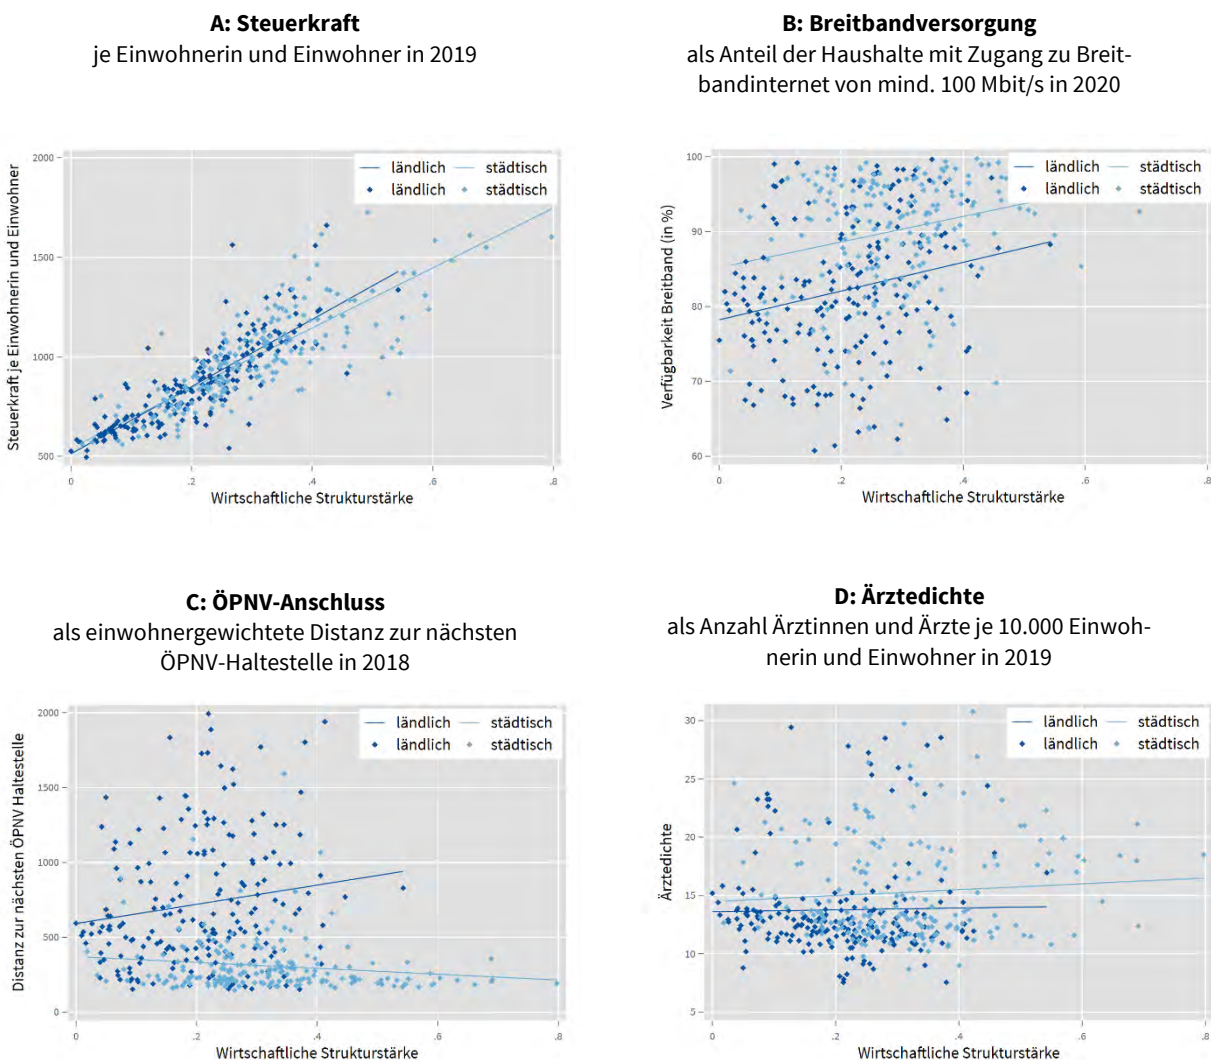 A: Steuerkraft
je Einwohnerin und Einwohner in 2019
Steuerkraft je Einwohnerin und Einwohner
2000
1500
1000
500
ländlich städtisch
ländlich städtisch
0 .2 .4 .6 .8
Wirtschaftliche Strukturstärke
B: Breitbandversorgung
als Anteil der Haushalte mit Zugang zu Breit-
bandinternet von mind. 100 Mbit/s in 2020
Verfügbarkeit Breitband (in %)
100
90
80
70
60
ländlich städtisch
ländlich städtisch
0 .2 .4 .6 .8
Wirtschaftliche Strukturstärke
C: ÖPNV-Anschluss
als einwohnergewichtete Distanz zur nächsten
ÖPNV-Haltestelle in 2018
Distanz zur nächsten ÖPNV Haltestelle
2000
1500
1000
500
0
ländlich städtisch
ländlich städtisch
0 .2 .4 .6 .8
Wirtschaftliche Strukturstärke
D: Ärztedichte
als Anzahl Ärztinnen und Ärzte je 10.000 Einwoh-
nerin und Einwohner in 2019
Ärztedichte
30
25
20
15
10
5
ländlich städtisch
ländlich städtisch
0 .2 .4 .6 .8
Wirtschaftliche Strukturstärke